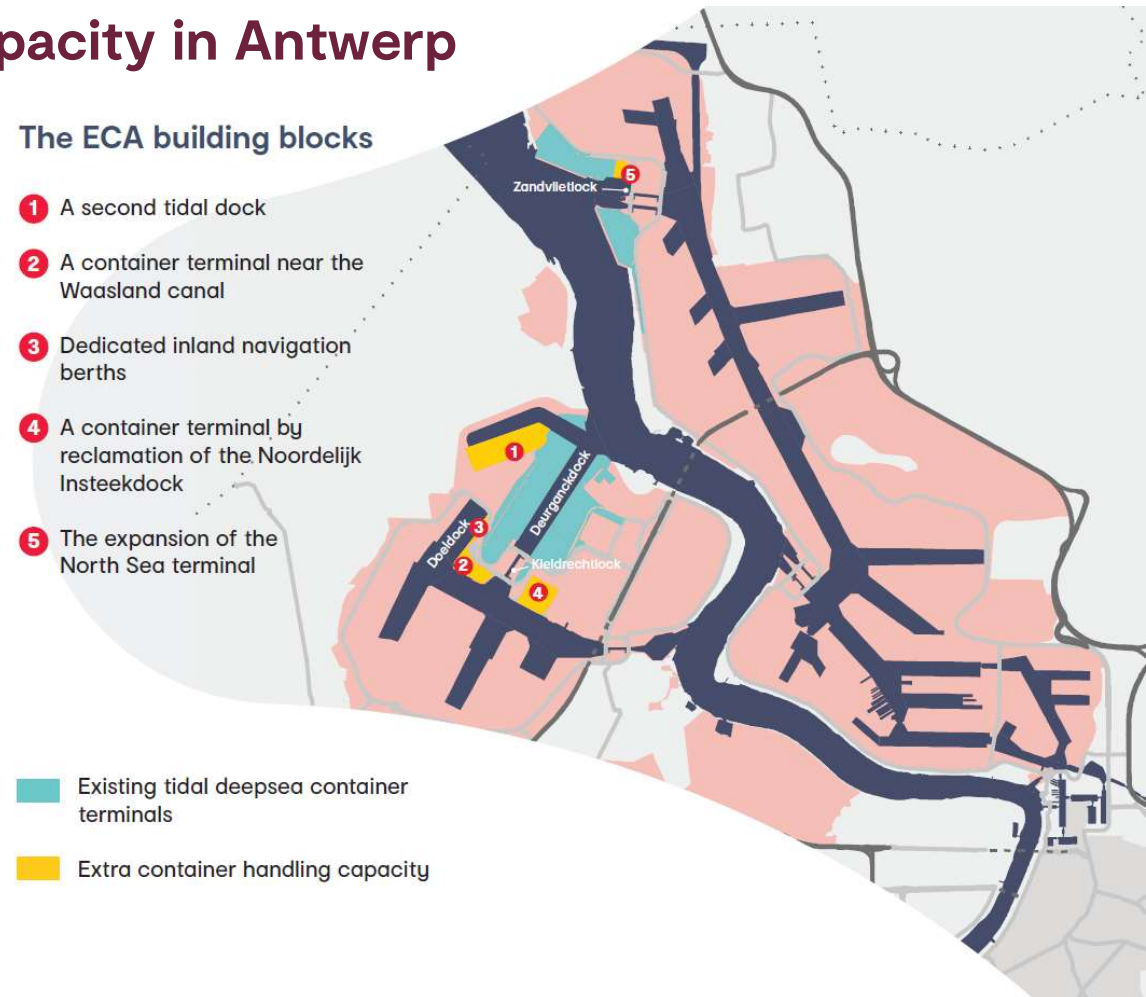 pacity in Antwerp
The ECA building blocks
1 A second tidal dock
2 A container terminal near the
Waasland canal
3 Dedicated inland navigation
berths
4 A container terminal by
reclamation of the Noordelijk
Insteekdock
5 The expansion of the
North Sea terminal
Existing tidal deepsea container
terminals
Extra container handling capacity
5
Zandvlietlock
1
Deurganckdock
3
Doeldock
2
Kieldrechtlock
4